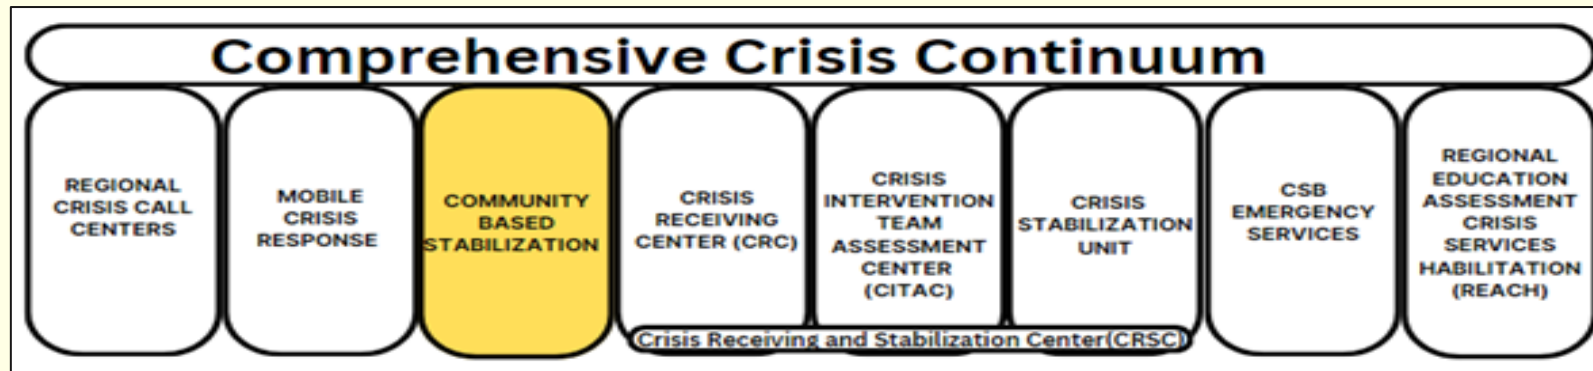 Comprehensive Crisis Continuum
REGIONAL
CRISIS CALL
CENTERS
MOBILE
CRISIS
RESPONSE
COMMUNITY
BASED
STABILIZATION
CRISIS
RECEIVING
CENTER (CRC)
CRISIS
INTERVENTION
TEAM
ASSESSMENT
CENTER
(CITAC)
CRISIS
STABILIZATION
UNIT
CSB
EMERGENCY
SERVICES
REGIONAL
EDUCATION
ASSESSMENT
CRISIS
SERVICES
HABILITATION
(REACH)
Crisis Receiving and Stabilization Center(CRSC)